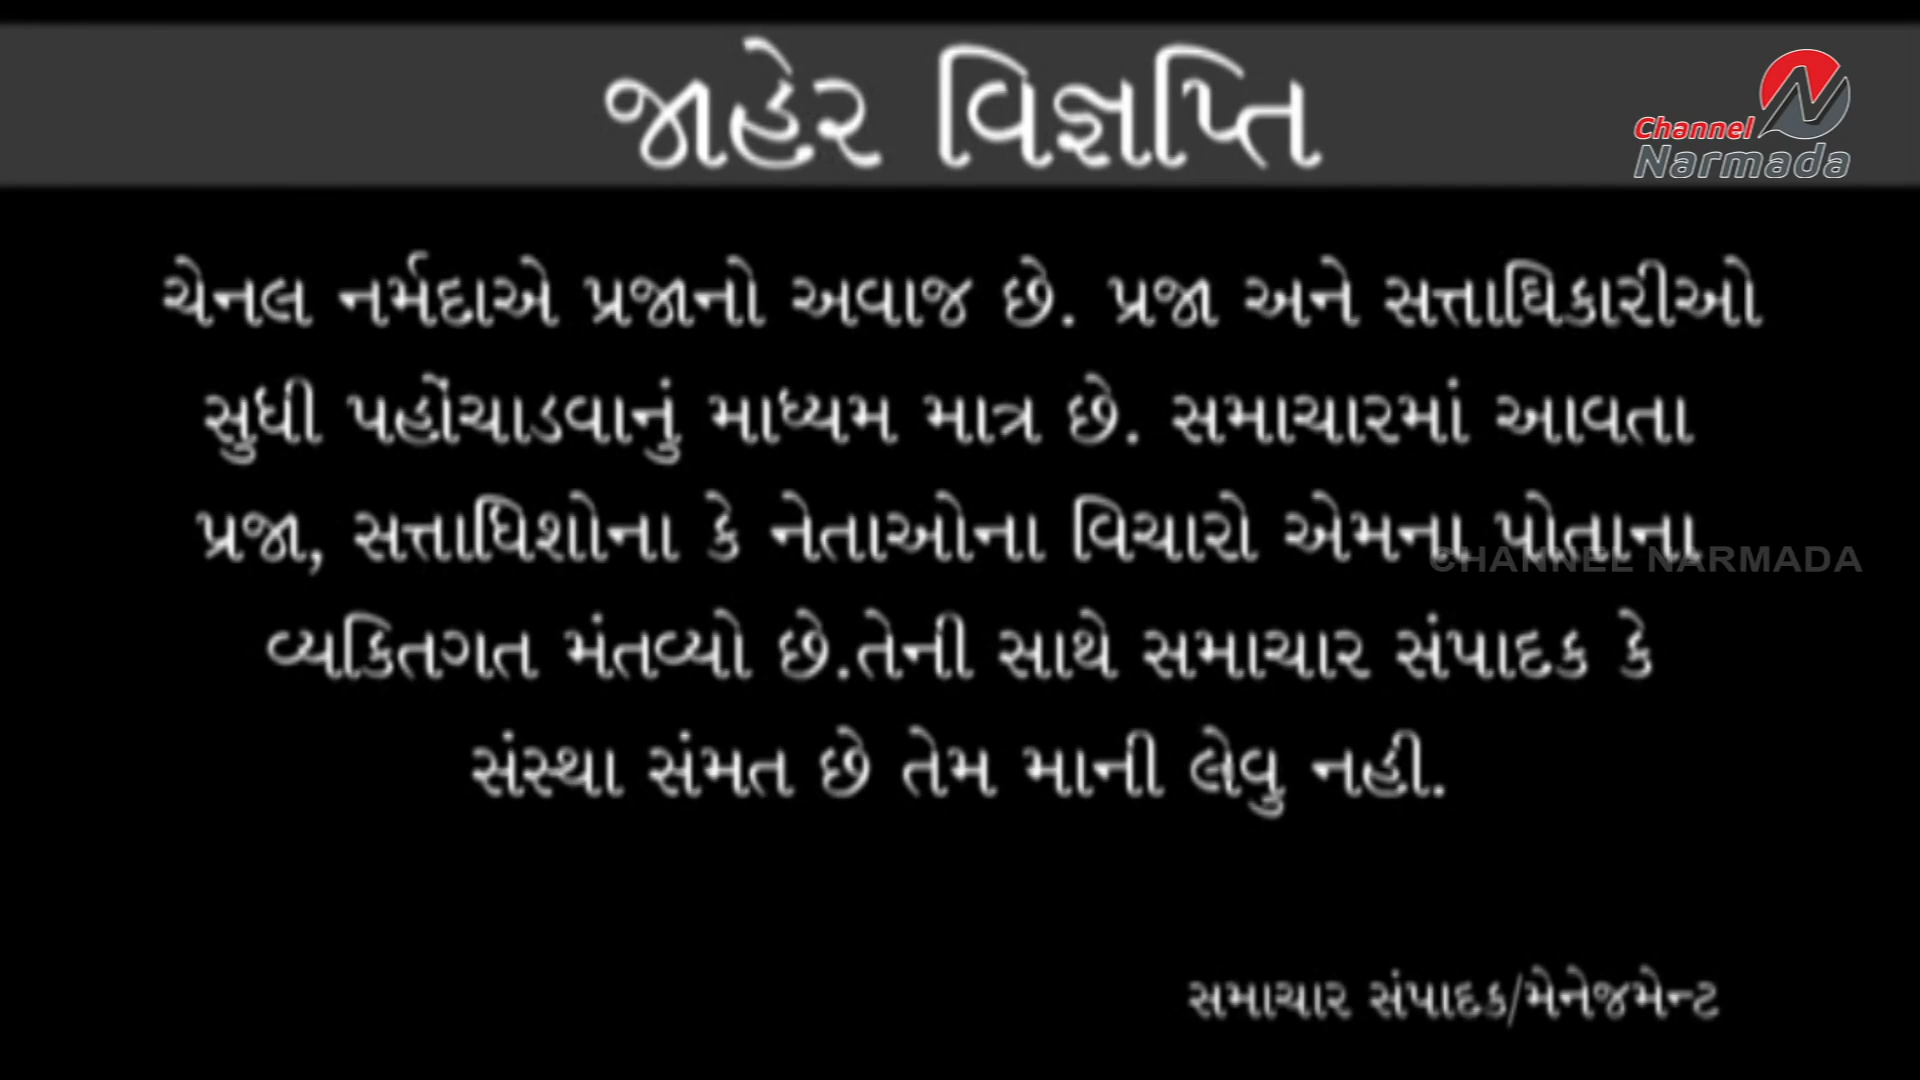 જાહેર વિજ્ઞપ્તિ
Channel
Narmada
ચેનલ નર્મદાએ પ્રજાનો અવાજ છે. પ્રજા અને સત્તાધિકારીઓ
સુધી પહોંચાડવાનું માધ્યમ માત્ર છે. સમાચારમાં આવતા
પ્રજા, સત્તાધિશોના કે નેતાઓના વિચારો એમના પોતાના
CHANNEL NARMADA
વ્યકિતગત મંતવ્યો છે.તેની સાથે સમાચાર સંપાદક કે
સંસ્થા સંમત છે તેમ માની લેવુ નહી.
સમાચાર સંપાદક/મેનેજમેન્ટ